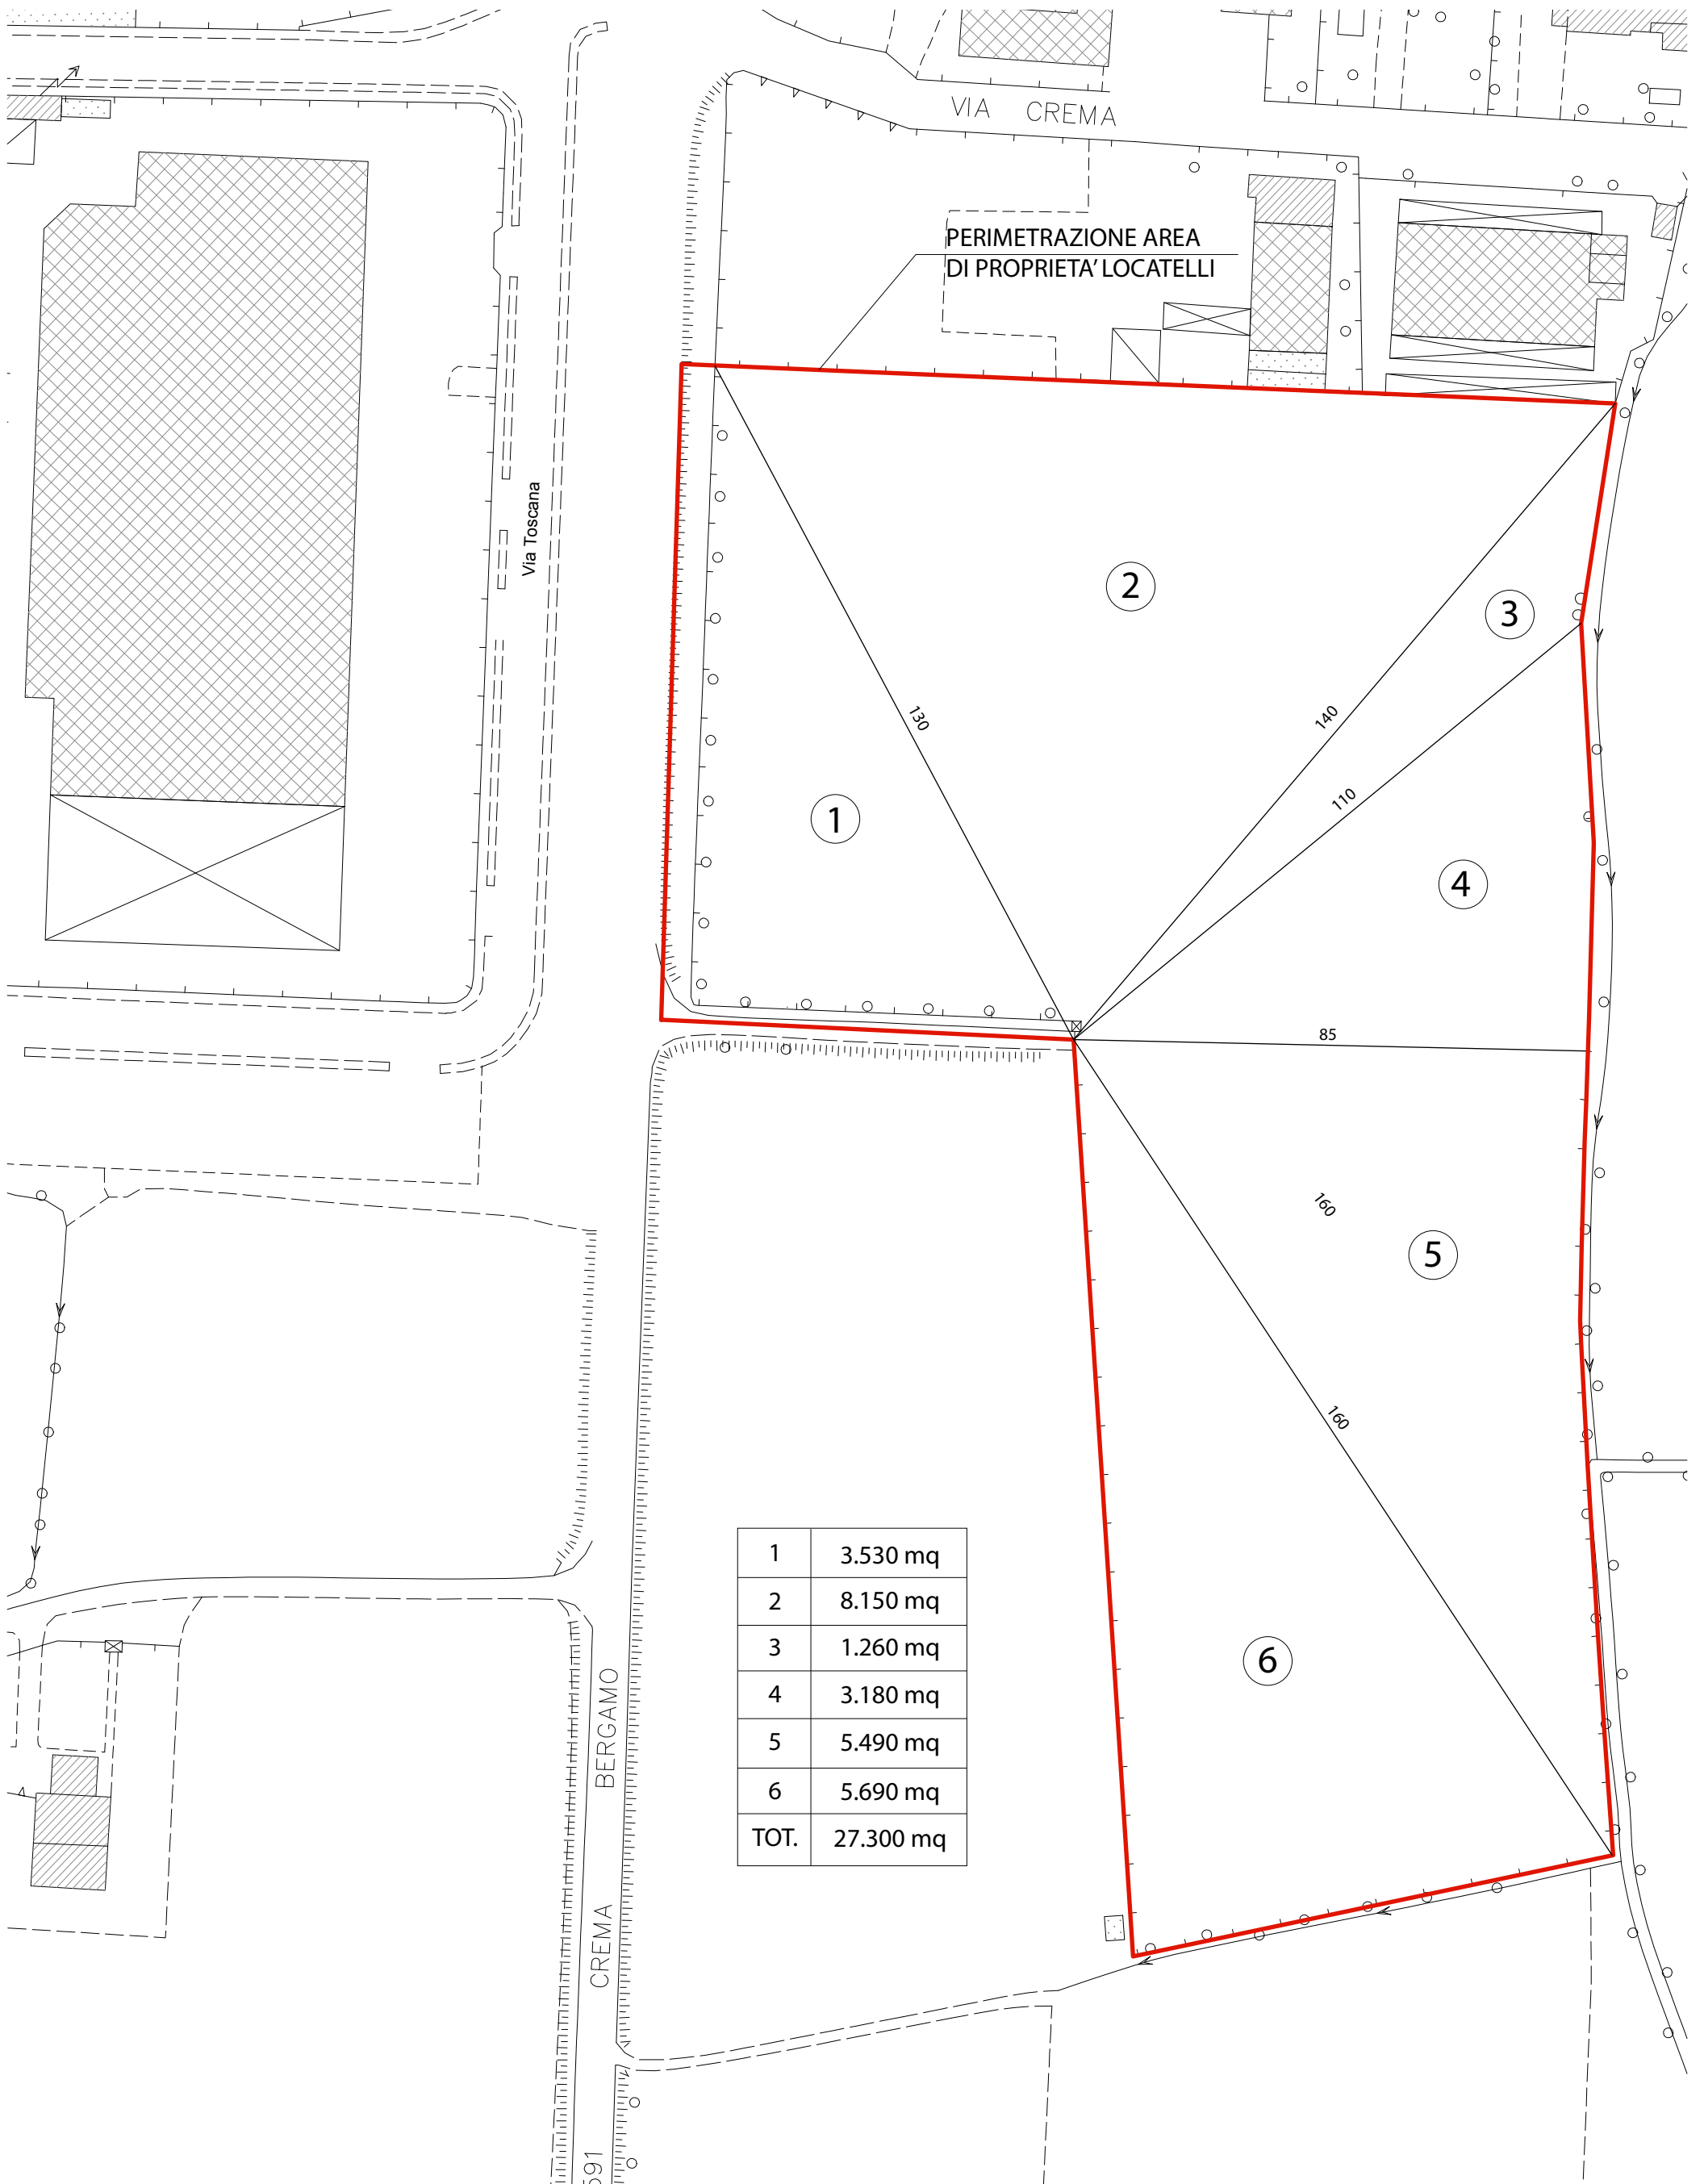 VIA CREMA
PERIMETRAZIONE AREA
DI PROPRIETA' LOCATELLI
Via Toscana
2
3
130
140
110
1
4
85
160
5
160
1 3.530 mq
2 8.150 mq
3 1.260 mq
4 3.180 mq
5 5.490 mq
6 5.690 mq
TOT. 27.300 mq
6
CREMA BERGAMO
591